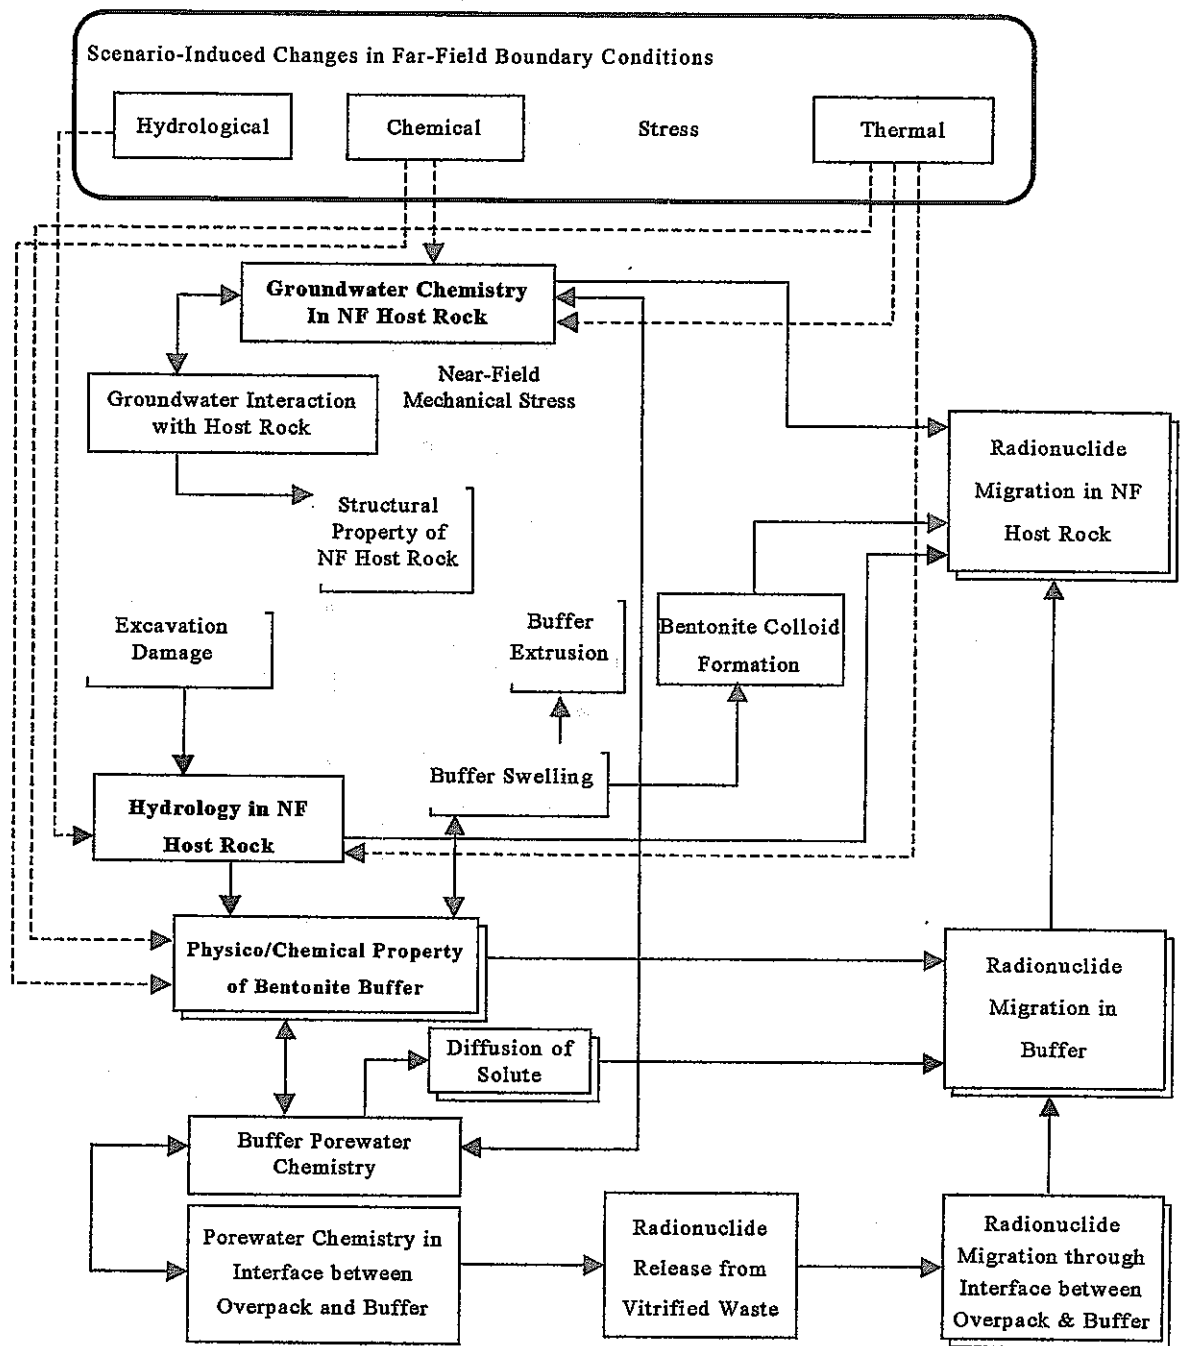 Scenario-Induced Changes in Far-Field Boundary Conditions
Hydrological
Chemical
Stress
Thermal
Groundwater Chemistry
In NF Host Rock
Near-Field
Mechanical Stress
Groundwater Interaction
with Host Rock
Radionuclide
Migration in NF
Host Rock
Structural
Property of
NF Host Rock
Excavation
Damage
Buffer
Extrusion
Bentonite Colloid
Formation
Buffer Swelling
Hydrology in NF
Host Rock
Physico/Chemical Property
of Bentonite Buffer
Radionuclide
Migration in
Buffer
Diffusion of
Solute
Buffer Porewater
Chemistry
Porewater Chemistry in
Interface between
Overpack and Buffer
Radionuclide
Release from
Vitrified Waste
Radionuclide
Migration through
Interface between
Overpack & Buffer